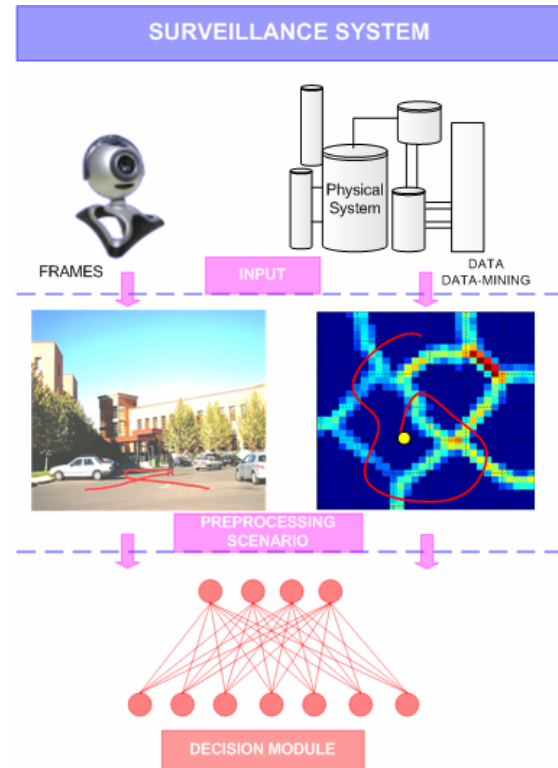 SURVEILLANCE SYSTEM
Physical
System
FRAMES
INPUT
DATA
DATA-MINING
PREPROCESSING
SCENARIO
DECISION MODULE